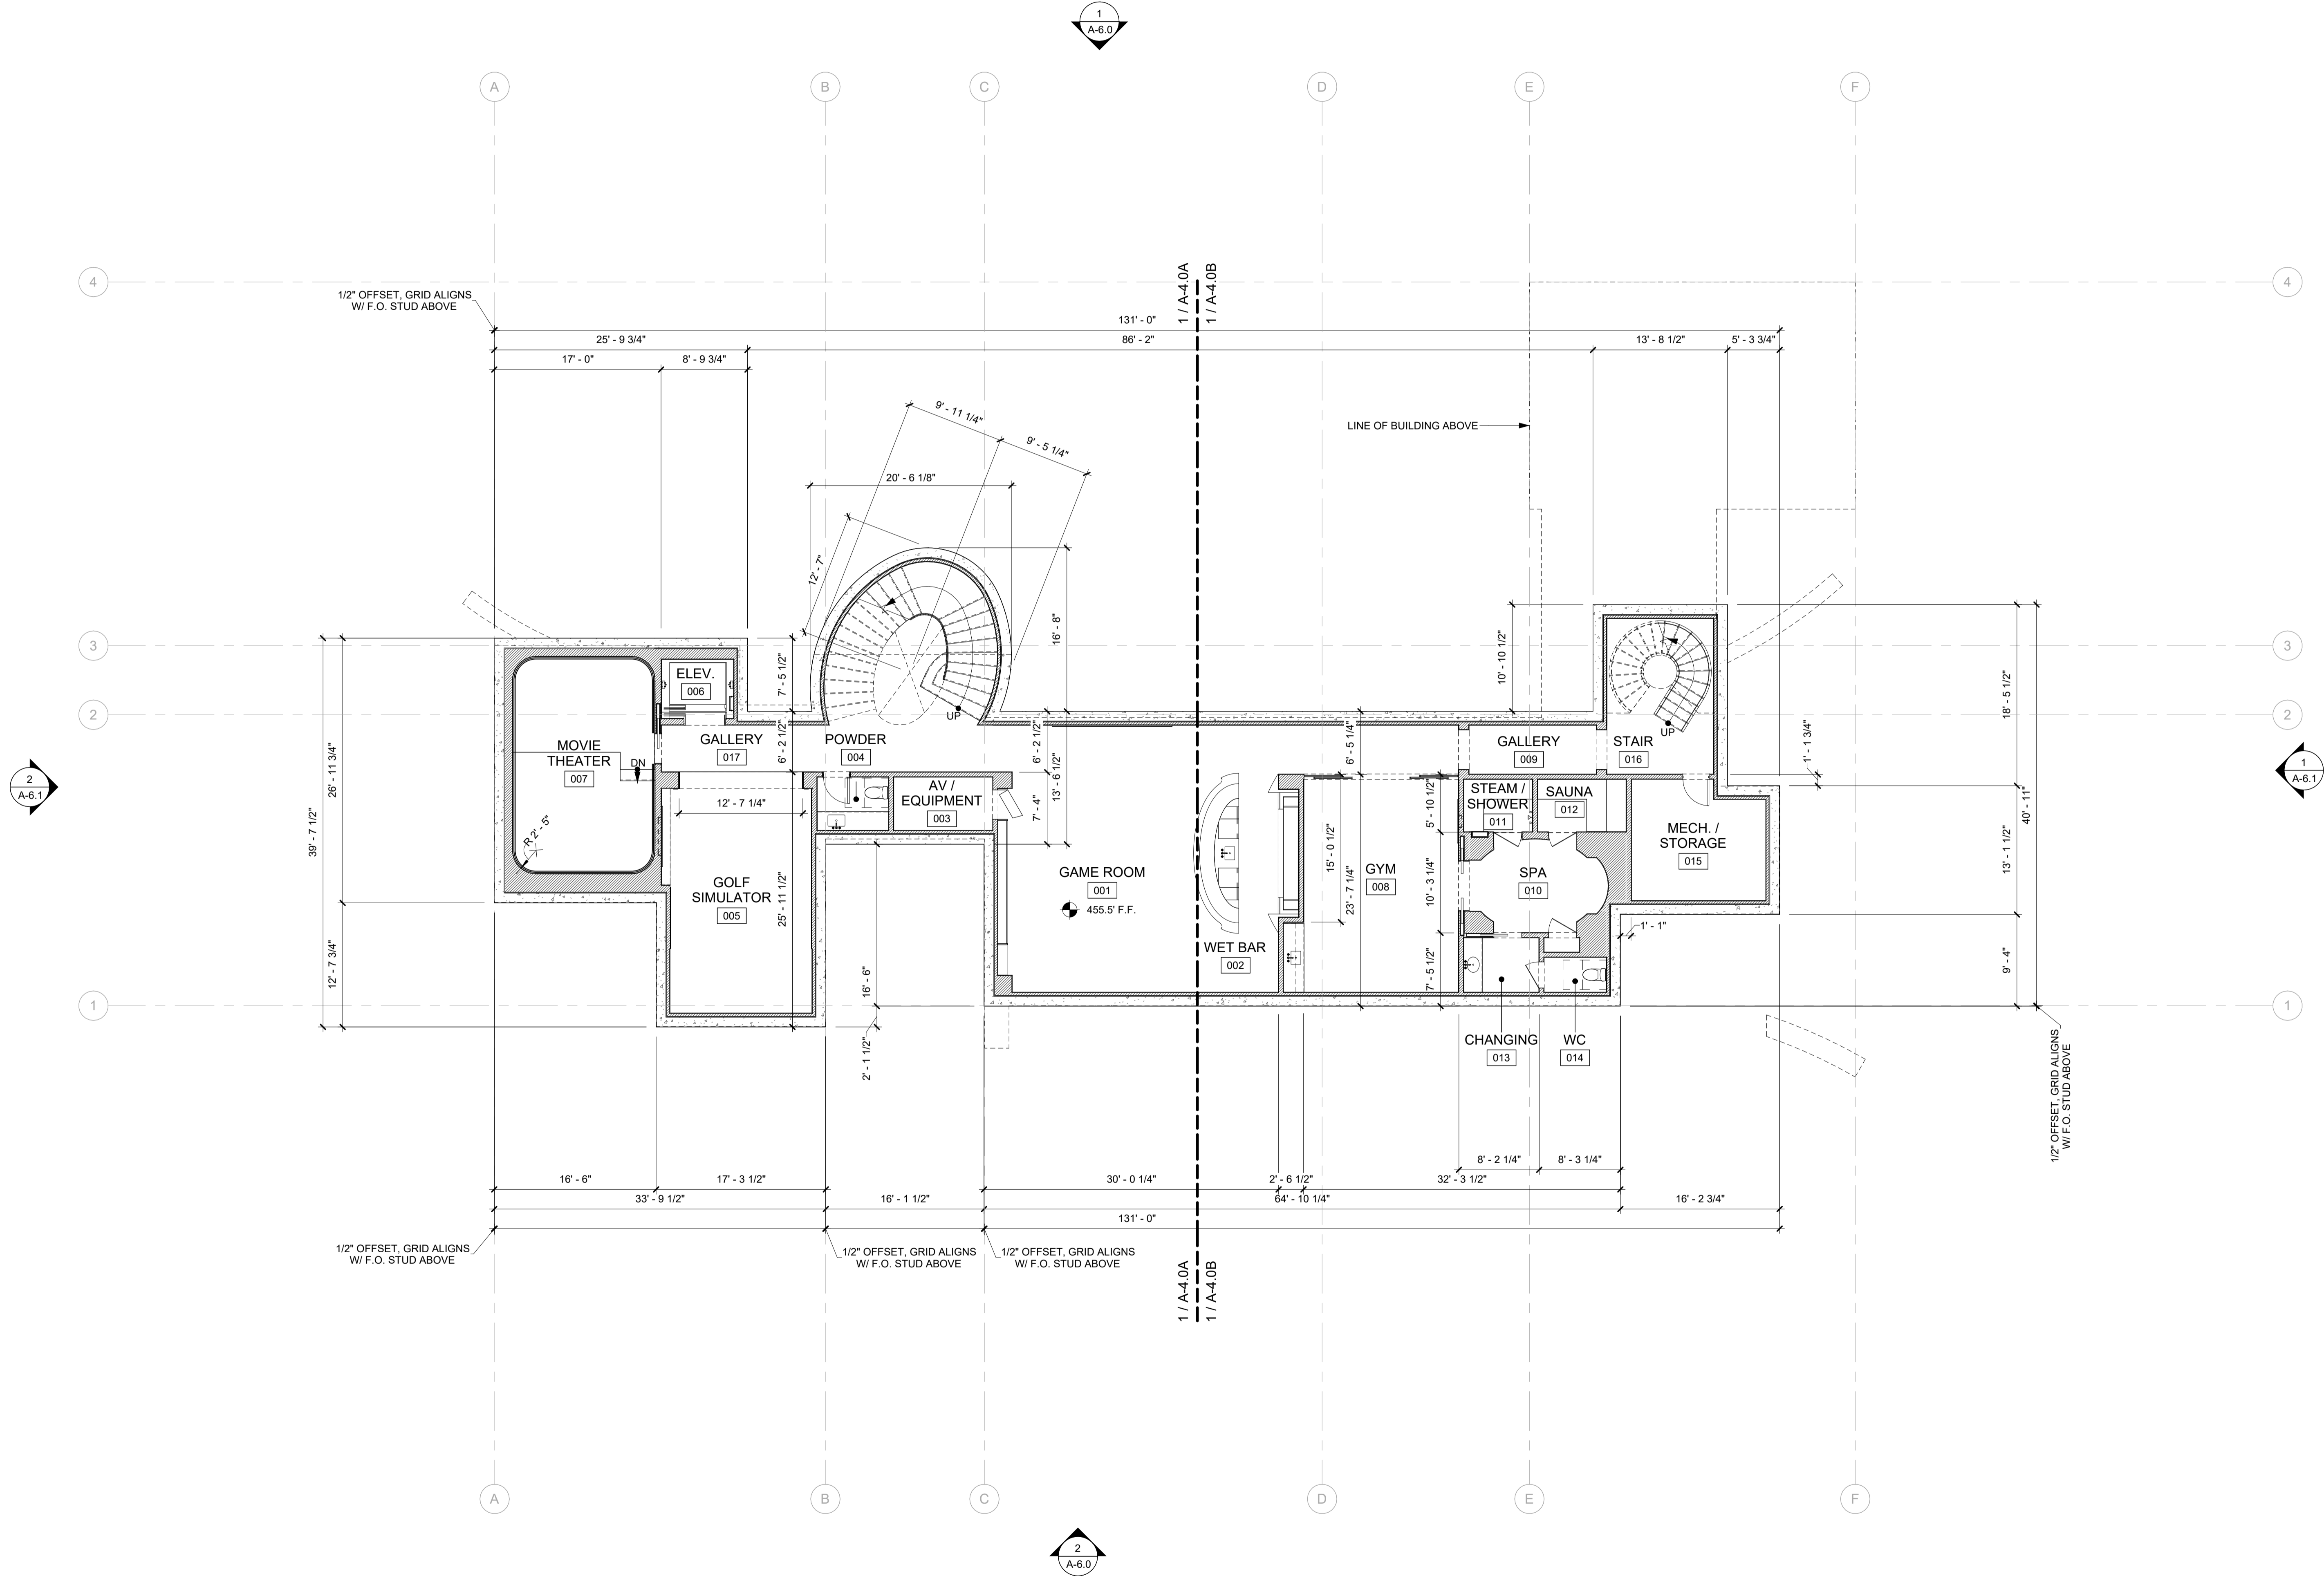 1
A-6.0
A
B
C
D
E
F
4
4
1/2" OFFSET, GRID ALIGNS
W/ F.O. STUD ABOVE
1 / A-4.0A
1 / A-4.0B
131' - 0"
25' - 9 3/4"
86' - 2"
13' - 8 1/2"
5' - 3 3/4"
17' - 0"
8' - 9 3/4"
9' - 11 1/4"
9' - 5 1/4"
LINE OF BUILDING ABOVE
20' - 6 1/8"
12' - 7"
16' - 8"
10' - 10 1/2"
18' - 5 1/2"
3
3
7' - 5 1/2"
ELEV.
006
2
2
UP
UP
MOVIE
THEATER
007
DN
GALLERY
017
6' - 2 1/2"
POWDER
004
6' - 2 1/2"
13' - 6 1/2"
6' - 5 1/4"
GALLERY
009
STAIR
016
1' - 1 3/4"
2
A-6.1
1
A-6.1
26' - 11 3/4"
39' - 7 1/2"
12' - 7 1/4"
AV /
EQUIPMENT
003
7' - 4"
STEAM /
SHOWER
011
SAUNA
012
5' - 10 1/2"
40' - 11"
R 2' - 5"
MECH. /
STORAGE
015
13' - 1 1/2"
15' - 0 1/2"
GAME ROOM
001
455.5' F.F.
GYM
008
23' - 7 1/4"
10' - 3 1/4"
SPA
010
GOLF
SIMULATOR
005
25' - 11 1/2"
1' - 1"
WET BAR
002
12' - 7 3/4"
16' - 6"
7' - 5 1/2"
9' - 4"
1
1
2' - 1 1/2"
CHANGING
013
WC
014
1/2" OFFSET, GRID ALIGNS
W/ F.O. STUD ABOVE
8' - 2 1/4"
8' - 3 1/4"
16' - 6"
17' - 3 1/2"
30' - 0 1/4"
2' - 6 1/2"
32' - 3 1/2"
33' - 9 1/2"
16' - 1 1/2"
64' - 10 1/4"
16' - 2 3/4"
131' - 0"
1/2" OFFSET, GRID ALIGNS
W/ F.O. STUD ABOVE
1/2" OFFSET, GRID ALIGNS
W/ F.O. STUD ABOVE
1/2" OFFSET, GRID ALIGNS
W/ F.O. STUD ABOVE
1 / A-4.0A
1 / A-4.0B
A
B
C
D
E
F
2
A-6.0